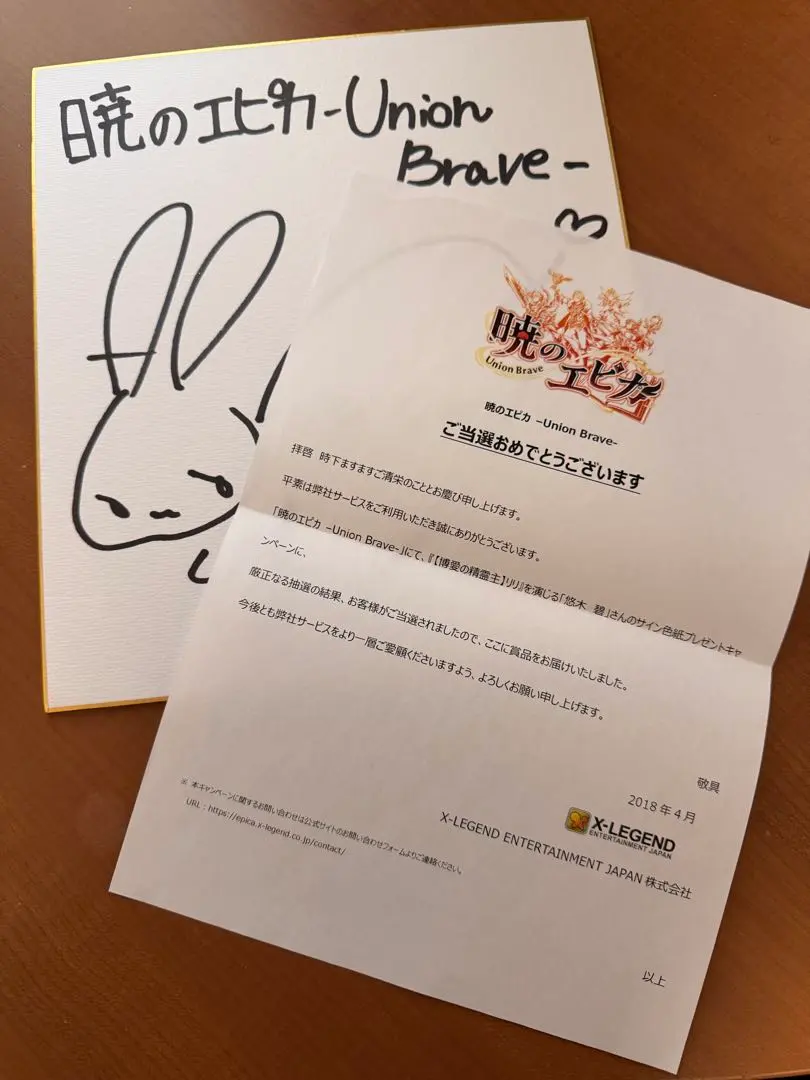 暁のエピカ-Union
Brave-
暁の
エピカ
Union Brave
暁のエピカ –Union Brave-
ご当選おめでとうございます
拝啓 時下ますますご清栄のこととお慶び申し上げます。
平素は弊社サービスをご利用いただき誠にありがとうございます。
「暁のエピカ –Union Brave-」にて、『【博愛の精霊主】リリ』を演じる「悠木 碧」さんのサイン色紙プレゼントキャ
ンペーンに、
厳正なる抽選の結果、お客様がご当選されましたので、ここに賞品をお届けいたしました。
今後とも弊社サービスをより一層ご愛顧くださいますよう、よろしくお願い申し上げます。
敬具
2018 年 4 月
X-LEGEND
ENTERTAINMENT JAPAN
X-LEGEND ENTERTAINMENT JAPAN 株式会社
※ 本キャンペーンに関するお問い合わせは公式サイトのお問い合わせフォームよりご連絡ください。
URL：https://epica.x-legend.co.jp/contact/
以上